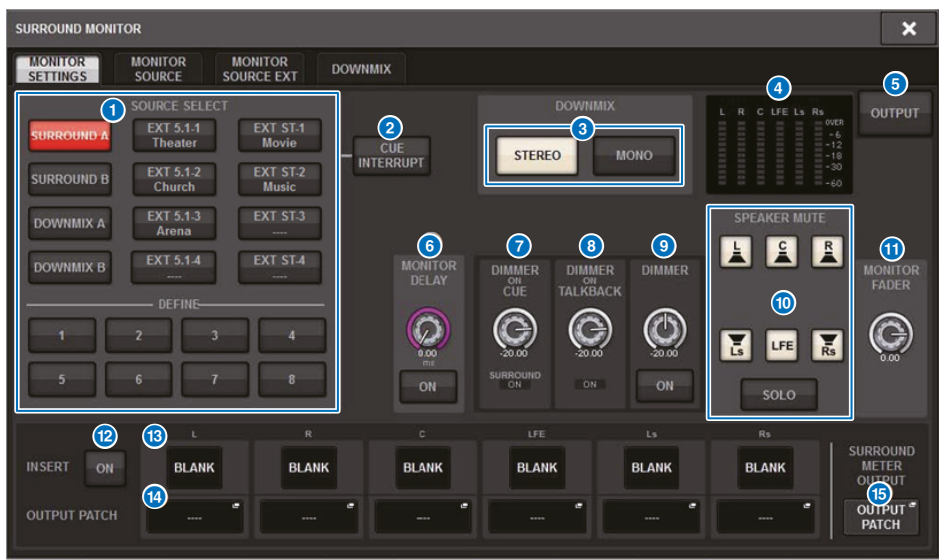 SURROUND MONITOR
MONITOR SETTINGS
MONITOR SOURCE
MONITOR SOURCE EXT
DOWNMIX
1
SOURCE SELECT
SURROUND A
EXT 5.1-1 Theater
EXT ST-1 Movie
SURROUND B
EXT 5.1-2 Church
EXT ST-2 Music
DOWNMIX A
EXT 5.1-3 Arena
EXT ST-3 ----
DOWNMIX B
EXT 5.1-4 ----
EXT ST-4 ----
DEFINE
1 2 3 4
5 6 7 8
2
CUE INTERRUPT
DOWNMIX
3
STEREO
MONO
4
L R C LFE Ls Rs
OVER
-6
-12
-18
-30
-60
5
OUTPUT
6
MONITOR DELAY
0.00
ms
ON
7
DIMMER
ON
CUE
-20.00
SURROUND
ON
8
DIMMER
ON
TALKBACK
-20.00
ON
9
DIMMER
-20.00
ON
SPEAKER MUTE
L C R
10
Ls LFE Rs
SOLO
11
MONITOR FADER
0.00
12
INSERT
ON
13
L R C LFE Ls Rs
BLANK BLANK BLANK BLANK BLANK BLANK
14
OUTPUT PATCH
---- ---- ---- ---- ---- ----
SURROUND METER OUTPUT
15
OUTPUT PATCH